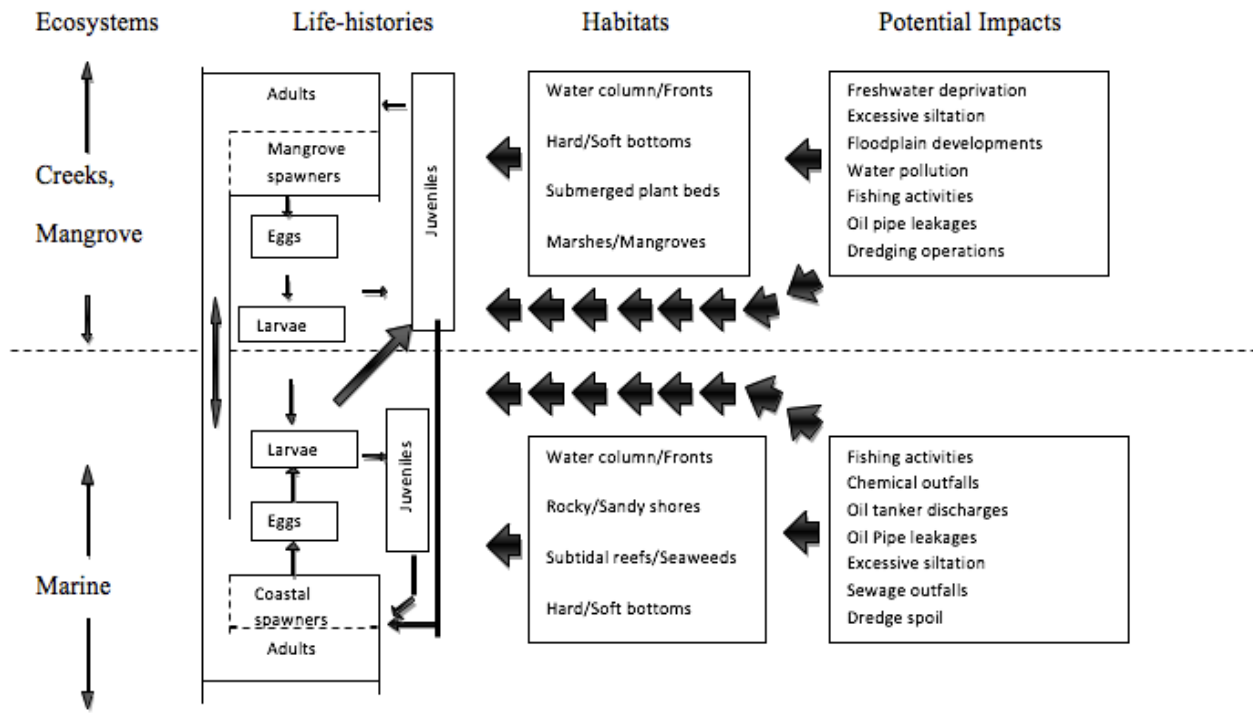 Ecosystems
Life-histories
Habitats
Potential Impacts
Creeks,
Mangrove
Adults
Mangrove
spawners
Eggs
Larvae
Juveniles
Water column/Fronts
Hard/Soft bottoms
Submerged plant beds
Marshes/Mangroves
Freshwater deprivation
Excessive siltation
Floodplain developments
Water pollution
Fishing activities
Oil pipe leakages
Dredging operations
Marine
Larvae
Eggs
Coastal
spawners
Adults
Juveniles
Water column/Fronts
Rocky/Sandy shores
Subtidal reefs/Seaweeds
Hard/Soft bottoms
Fishing activities
Chemical outfalls
Oil tanker discharges
Oil Pipe leakages
Excessive siltation
Sewage outfalls
Dredge spoil